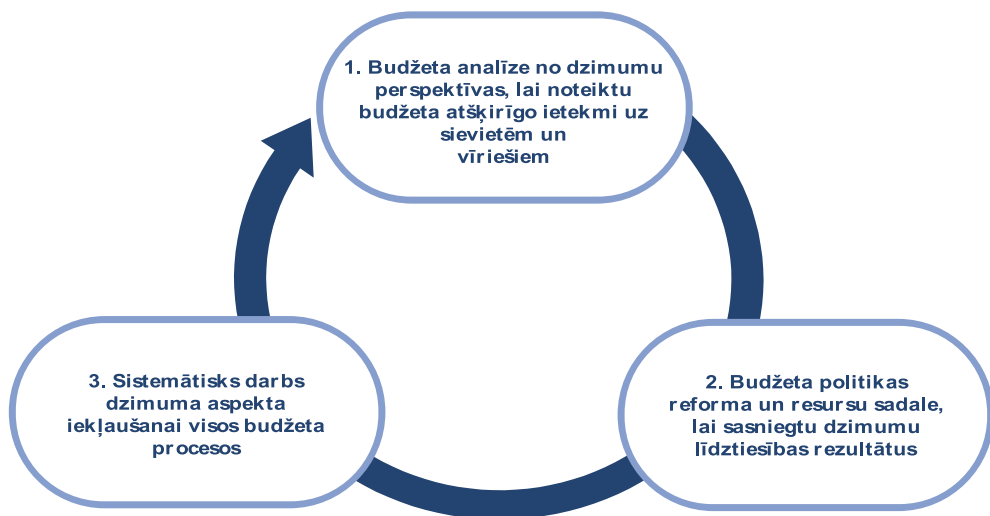 1. Budžeta analīze no dzimumu
perspektīvas, lai noteiktu
budžeta atšķirīgo ietekmi uz
sievietēm un
vīriešiem
2. Budžeta politikas
reforma un resursu sadale,
lai sasniegtu dzimumu
līdztiesības rezultātus
3. Sistemātisks darbs
dzimuma aspekta
iekļaušanai visos budžeta
procesos